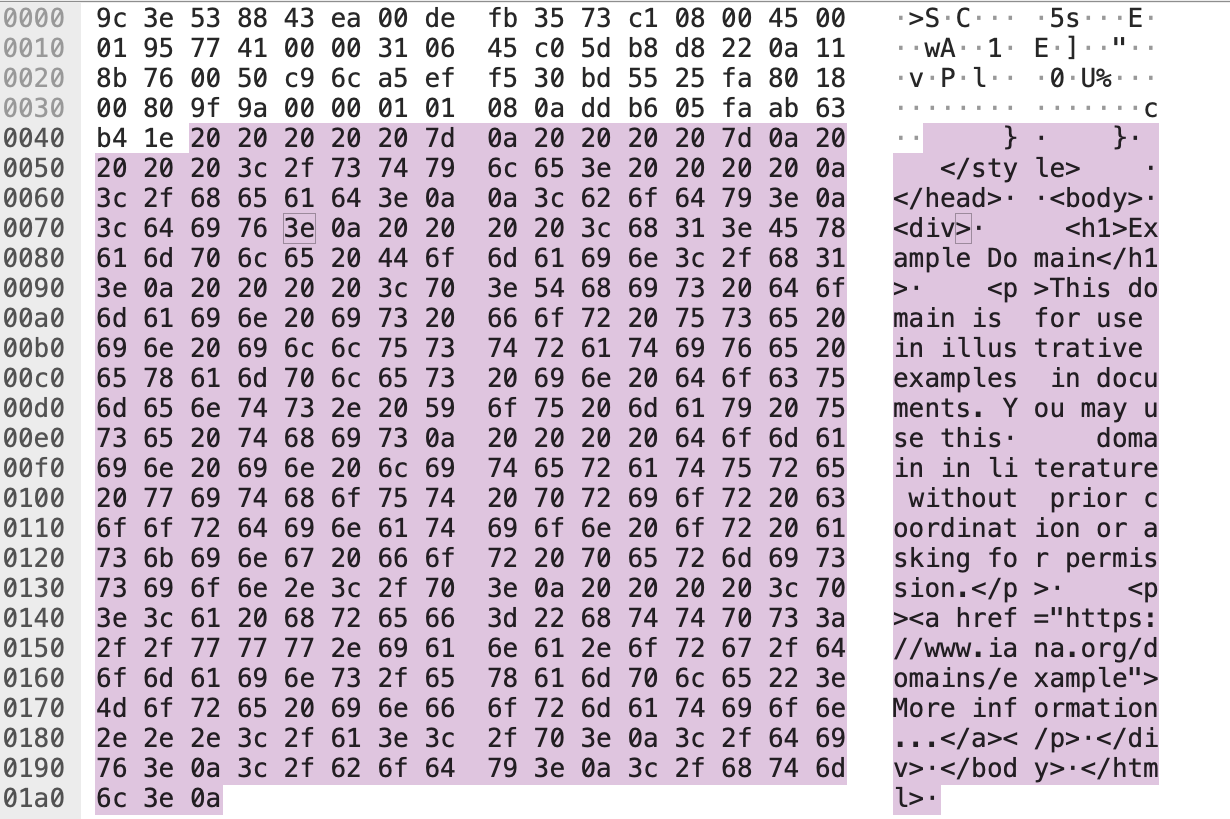 0000 9c 3e 53 88 43 ea 00 de fb 35 73 c1 08 00 45 00 ·>S·C··· ·5s···E·
0010 01 95 77 41 00 00 31 06 45 c0 5d b8 d8 22 0a 11 ··wA··1· E·]··"··
0020 8b 76 00 50 c9 6c a5 ef f5 30 bd 55 25 fa 80 18 ·v·P·l·· ·0·U%···
0030 00 80 9f 9a 00 00 01 01 08 0a dd b6 05 fa ab 63 ········ ·······c
0040 b4 1e 20 20 20 20 20 7d 0a 20 20 20 20 7d 0a 20 ··     } ·    }· 
0050 20 20 20 3c 2f 73 74 79 6c 65 3e 20 20 20 20 0a    </sty le>    ·
0060 3c 2f 68 65 61 64 3e 0a 0a 3c 62 6f 64 79 3e 0a </head>· ·<body>·
0070 3c 64 69 76 3e 0a 20 20 20 20 3c 68 31 3e 45 78 <div>·     <h1>Ex
0080 61 6d 70 6c 65 20 44 6f 6d 61 69 6e 3c 2f 68 31 ample Do main</h1
0090 3e 0a 20 20 20 20 3c 70 3e 54 68 69 73 20 64 6f >·    <p >This do
00a0 6d 61 69 6e 20 69 73 20 66 6f 72 20 75 73 65 20 main is  for use 
00b0 69 6e 20 69 6c 6c 75 73 74 72 61 74 69 76 65 20 in illus trative 
00c0 65 78 61 6d 70 6c 65 73 20 69 6e 20 64 6f 63 75 examples  in docu
00d0 6d 65 6e 74 73 2e 20 59 6f 75 20 6d 61 79 20 75 ments. Y ou may u
00e0 73 65 20 74 68 69 73 0a 20 20 20 20 64 6f 6d 61 se this·     doma
00f0 69 6e 20 69 6e 20 6c 69 74 65 72 61 74 75 72 65 in in li terature
0100 20 77 69 74 68 6f 75 74 20 70 72 69 6f 72 20 63  without  prior c
0110 6f 6f 72 64 69 6e 61 74 69 6f 6e 20 6f 72 20 61 oordinat ion or a
0120 73 6b 69 6e 67 20 66 6f 72 20 70 65 72 6d 69 73 sking fo r permis
0130 73 69 6f 6e 2e 3c 2f 70 3e 0a 20 20 20 20 3c 70 sion.</p >·    <p
0140 3e 3c 61 20 68 72 65 66 3d 22 68 74 74 70 73 3a ><a href ="https:
0150 2f 2f 77 77 77 2e 69 61 6e 61 2e 6f 72 67 2f 64 //www.ia na.org/d
0160 6f 6d 61 69 6e 73 2f 65 78 61 6d 70 6c 65 22 3e omains/e xample">
0170 4d 6f 72 65 20 69 6e 66 6f 72 6d 61 74 69 6f 6e More inf ormation
0180 2e 2e 2e 3c 2f 61 3e 3c 2f 70 3e 0a 3c 2f 64 69 ...</a>< /p>·</di
0190 76 3e 0a 3c 2f 62 6f 64 79 3e 0a 3c 2f 68 74 6d v>·</bod y>·</htm
01a0 6c 3e 0a l>·